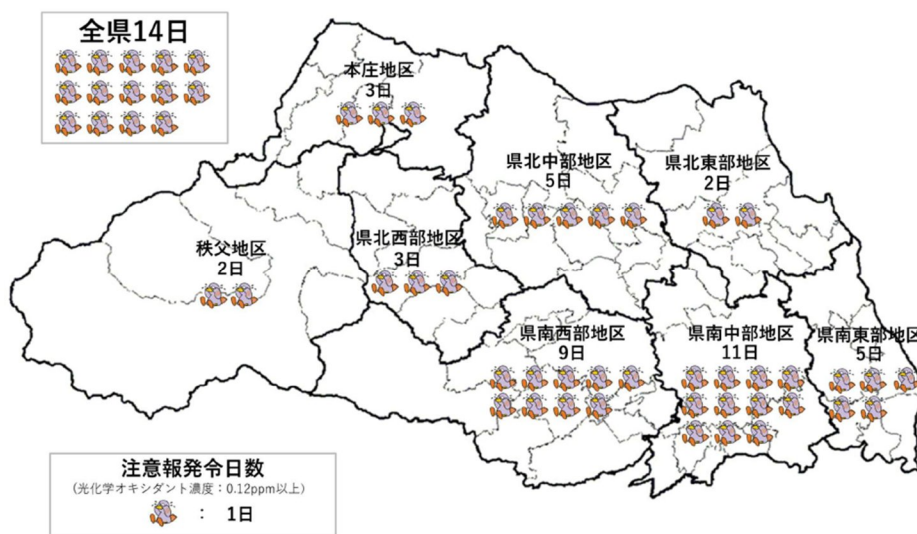 全県14日
本庄地区
3日
県北中部地区
5日
県北東部地区
2日
秩父地区
2日
県北西部地区
3日
県南西部地区
9日
県南中部地区
11日
県南東部地区
5日
注意報発令日数
(光化学オキシダント濃度：0.12ppm以上)
： 1日